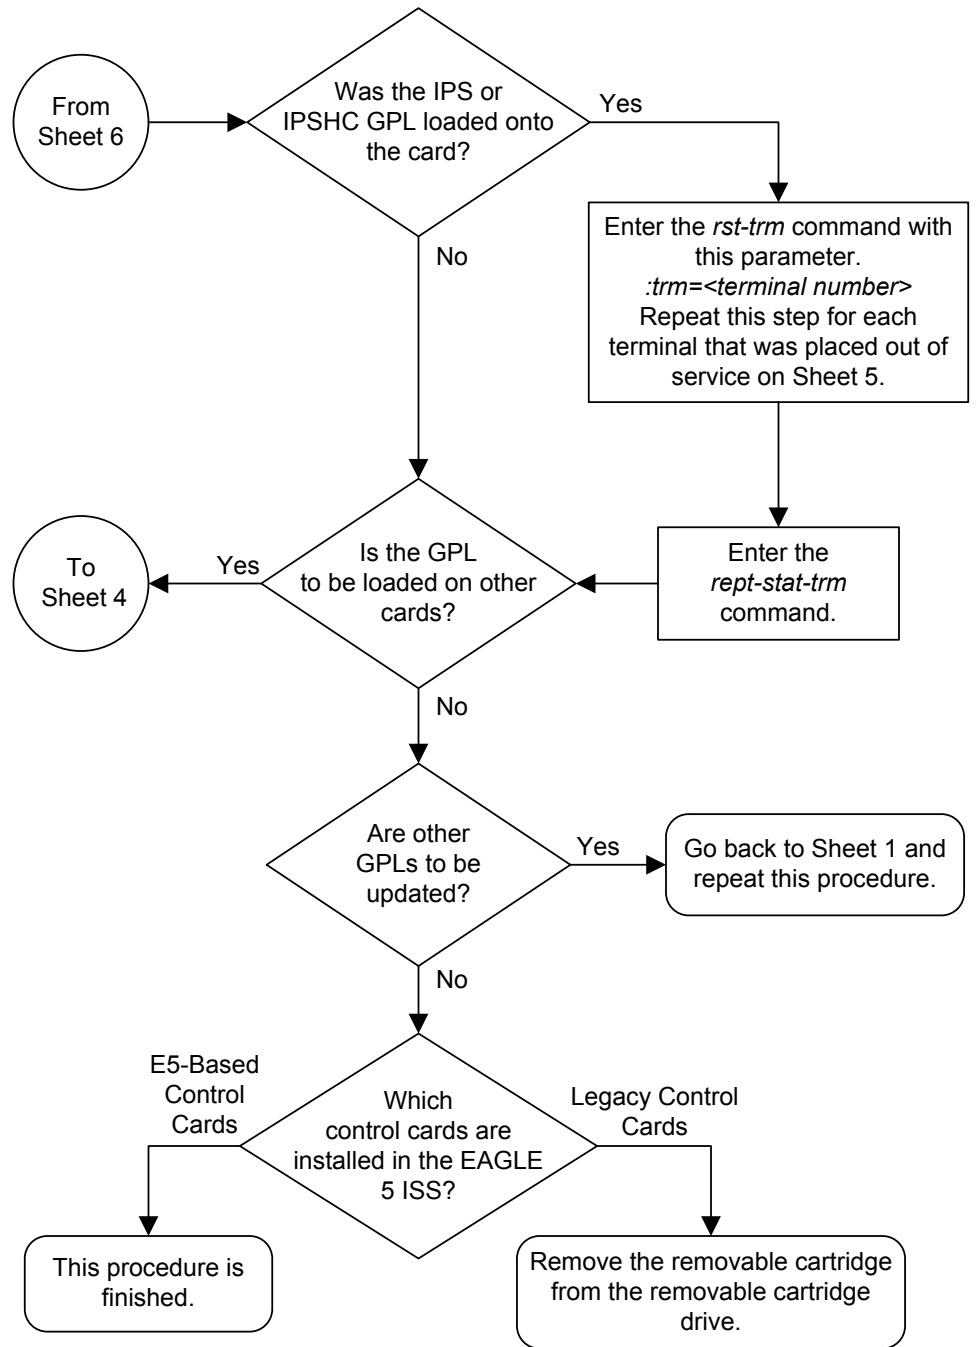 From
Sheet 6
Was the IPS or
IPSHC GPL loaded onto
the card?
Yes
No
Enter the rst-trm command with
this parameter.
:trm=<terminal number>
Repeat this step for each
terminal that was placed out of
service on Sheet 5.
To
Sheet 4
Yes
Is the GPL
to be loaded on other
cards?
Enter the
rept-stat-trm
command.
No
Are other
GPLs to be
updated?
Yes
Go back to Sheet 1 and
repeat this procedure.
No
E5-Based
Control
Cards
Which
control cards are
installed in the EAGLE
5 ISS?
Legacy Control
Cards
This procedure is
finished.
Remove the removable cartridge
from the removable cartridge
drive.